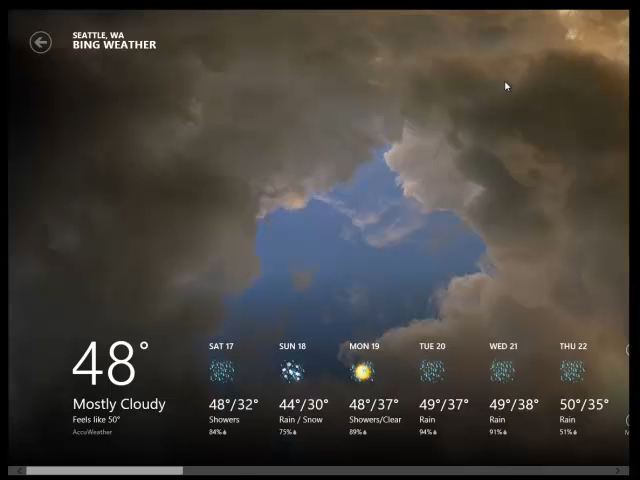 SEATTLE, WA
BING WEATHER
48°
Mostly Cloudy
Feels like 50°
AccuWeather
SAT 17
48°/32°
Showers
84%
SUN 18
44°/30°
Rain / Snow
75%
MON 19
48°/37°
Showers/Clear
89%
TUE 20
49°/37°
Rain
94%
WED 21
49°/38°
Rain
91%
THU 22
50°/35°
Rain
51%